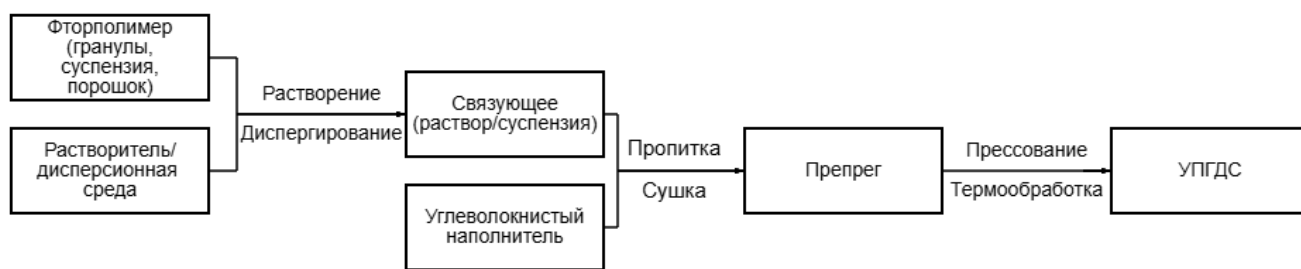 Фторполимер
(гранулы,
суспензия,
порошок)
Растворитель/
дисперсионная
среда
Растворение
Диспергирование
Связующее
(раствор/суспензия)
Углеволокнистый
наполнитель
Пропитка
Сушка
Препрег
Прессование
Термообработка
УПГДС